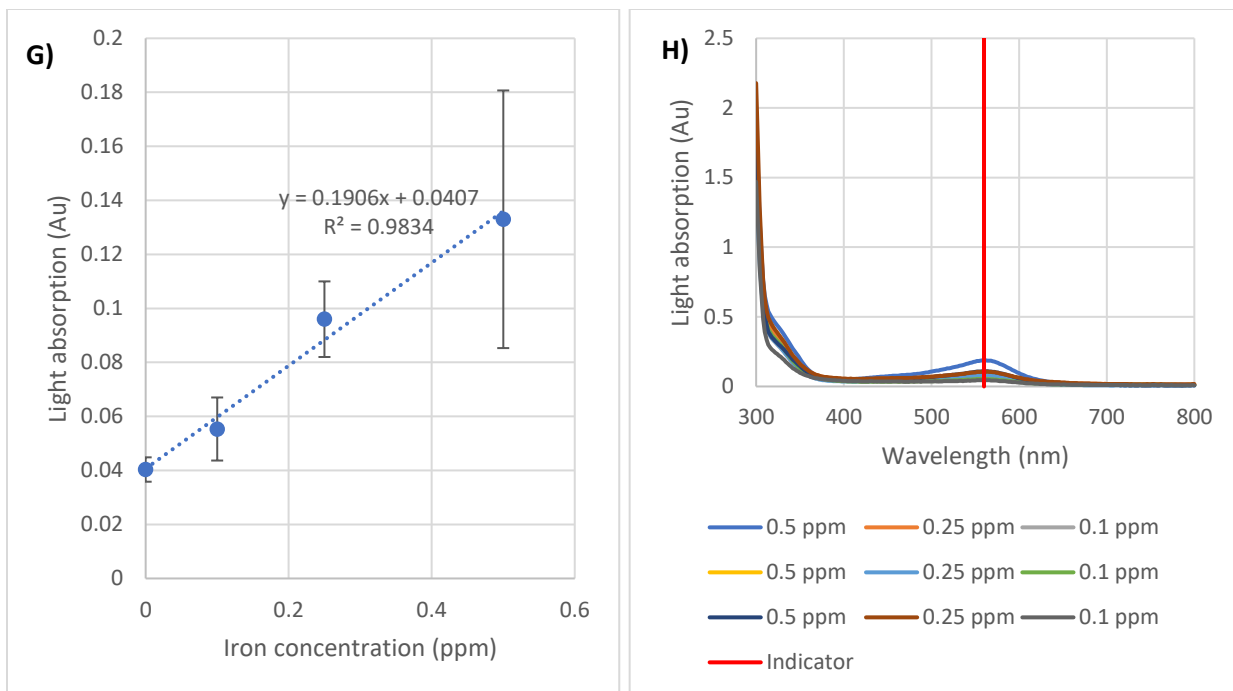 G)
Light absorption (Au)
0.2
0.18
0.16
0.14
0.12
0.1
0.08
0.06
0.04
0.02
0
y = 0.1906x + 0.0407
R² = 0.9834
0 0.2 0.4 0.6
Iron concentration (ppm)
H)
Light absorption (Au)
2.5
2
1.5
1
0.5
0
300 400 500 600 700 800
Wavelength (nm)
0.5 ppm 0.25 ppm 0.1 ppm
0.5 ppm 0.25 ppm 0.1 ppm
0.5 ppm 0.25 ppm 0.1 ppm
Indicator